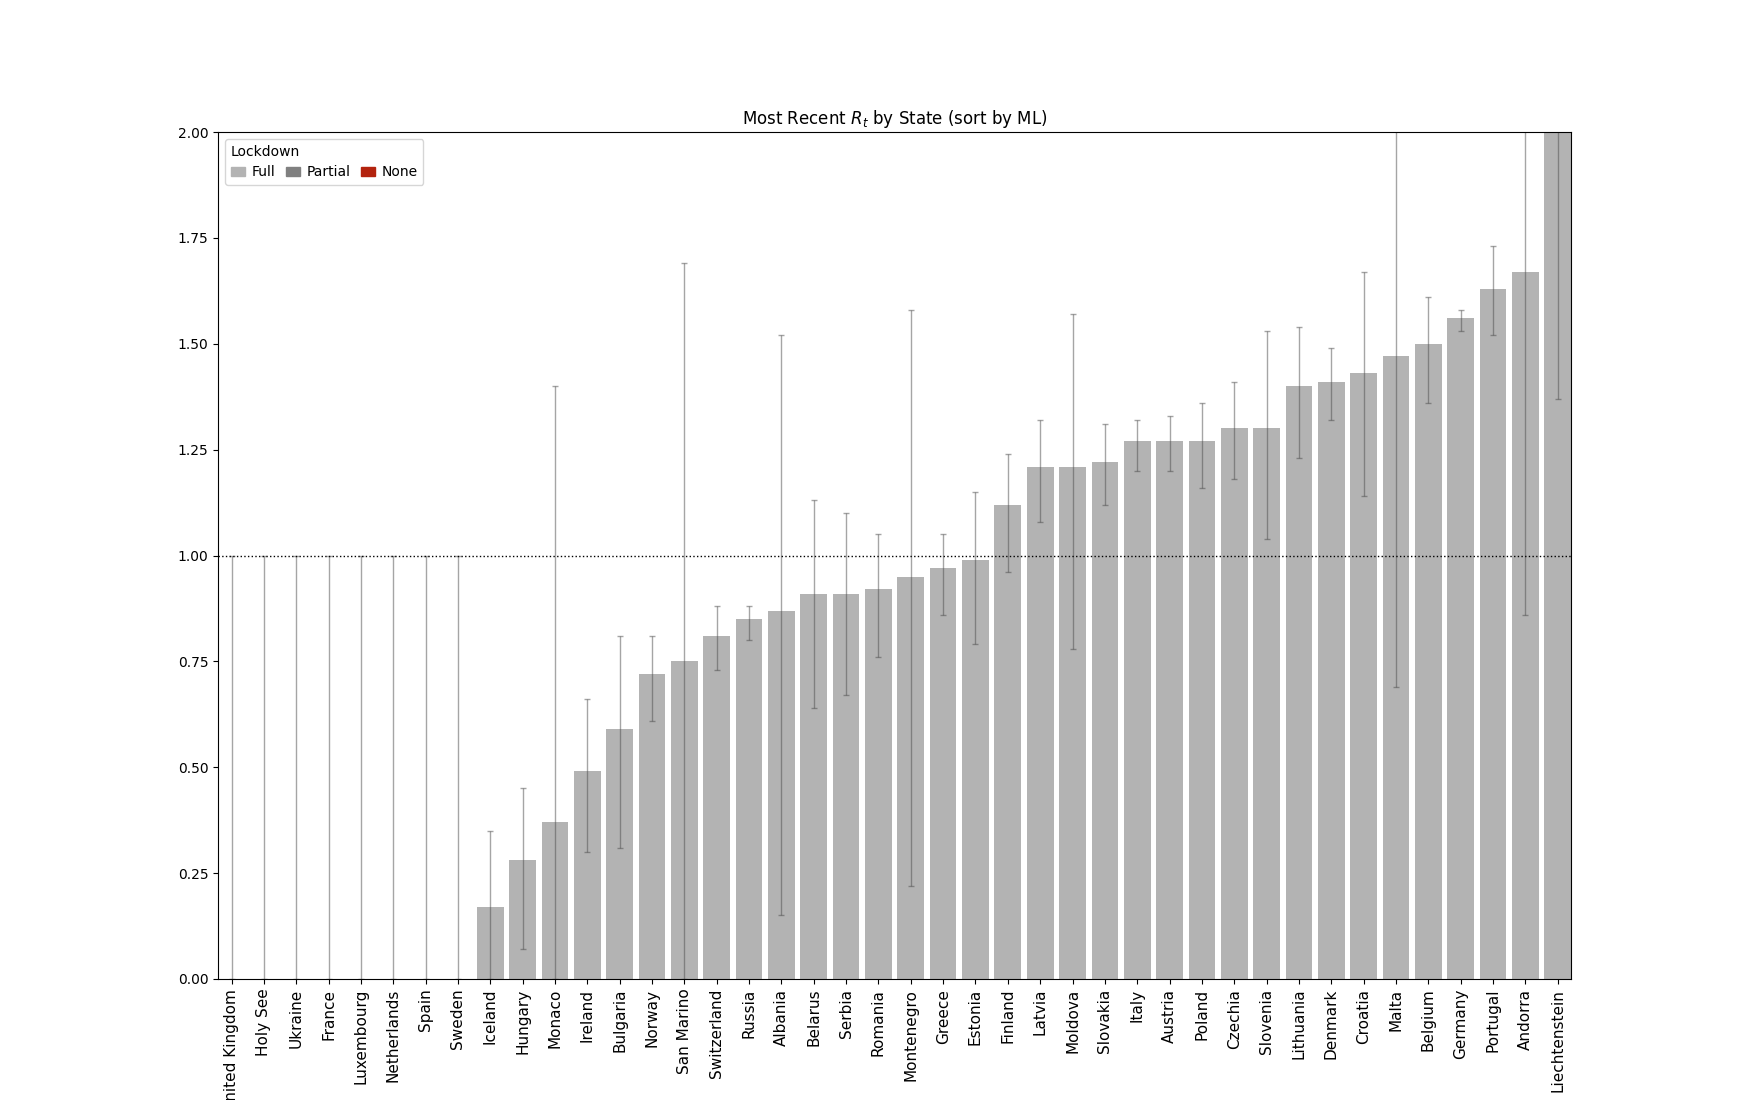 Most Recent Rt by State (sort by ML)
Lockdown
Full Partial None
2.00
1.75
1.50
1.25
1.00
0.75
0.50
0.25
0.00
nited Kingdom
Holy See
Ukraine
France
Luxembourg
Netherlands
Spain
Sweden
Iceland
Hungary
Monaco
Ireland
Bulgaria
Norway
San Marino
Switzerland
Russia
Albania
Belarus
Serbia
Romania
Montenegro
Greece
Estonia
Finland
Latvia
Moldova
Slovakia
Italy
Austria
Poland
Czechia
Slovenia
Lithuania
Denmark
Croatia
Malta
Belgium
Germany
Portugal
Andorra
Liechtenstein